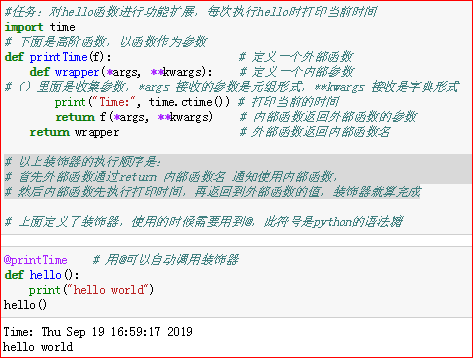 #任务：对hello函数进行功能扩展，每次执行hello时打印当前时间
import time
# 下面是高阶函数，以函数作为参数
def printTime(f): # 定义一个外部函数
def wrapper(*args, **kwargs): # 定义一个内部参数
# （）里面是收集参数，*args 接收的参数是元组形式，**kwargs 接收是字典形式
print("Time:", time.ctime()) # 打印当前的时间
return f(*args, **kwargs) # 内部函数返回外部函数的参数
return wrapper # 外部函数返回内部函数名
# 以上装饰器的执行顺序是：
# 首先外部函数通过return 内部函数名 通知使用内部函数，
# 然后内部函数先执行打印时间，再返回到外部函数的值，装饰器就算完成
# 上面定义了装饰器，使用的时候需要用到@，此符号是python的语法糖
@printTime # 用@可以自动调用装饰器
def hello():
print("hello world")
hello()
Time: Thu Sep 19 16:59:17 2019
hello world